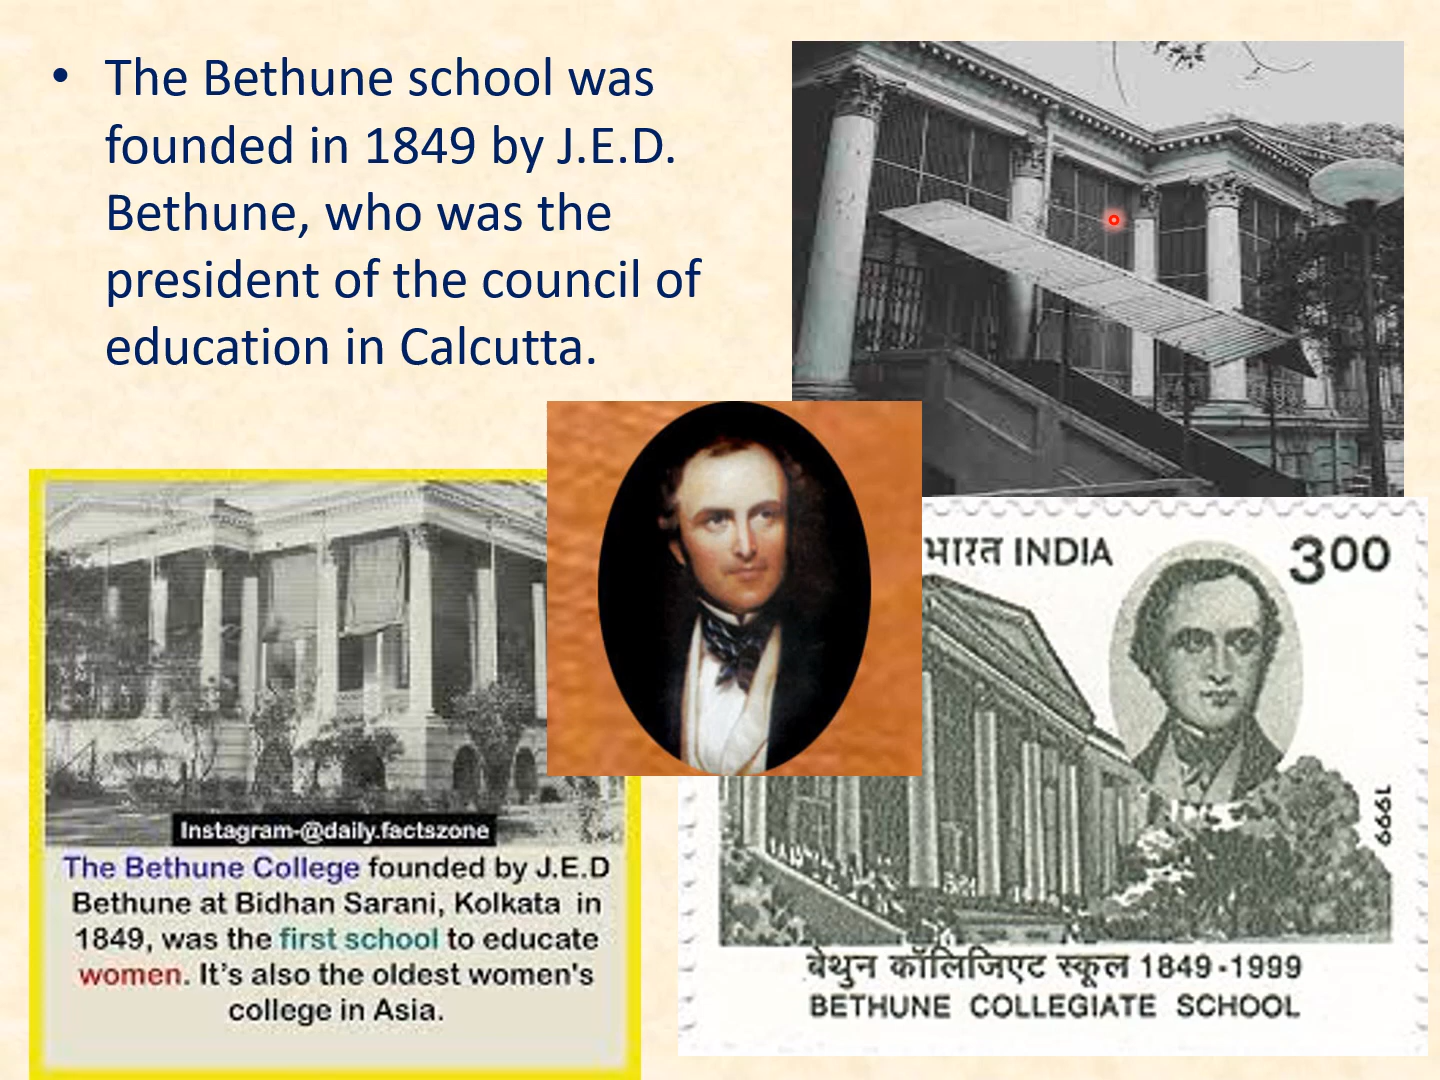 • The Bethune school was
founded in 1849 by J.E.D.
Bethune, who was the
president of the council of
education in Calcutta.
Instagram-@daily.factszone
The Bethune College founded by J.E.D
Bethune at Bidhan Sarani, Kolkata in
1849, was the first school to educate
women. It's also the oldest women's
college in Asia.
भारत INDIA
300
1999
बेथुन कॉलिजिएट स्कूल 1849-1999
BETHUNE COLLEGIATE SCHOOL